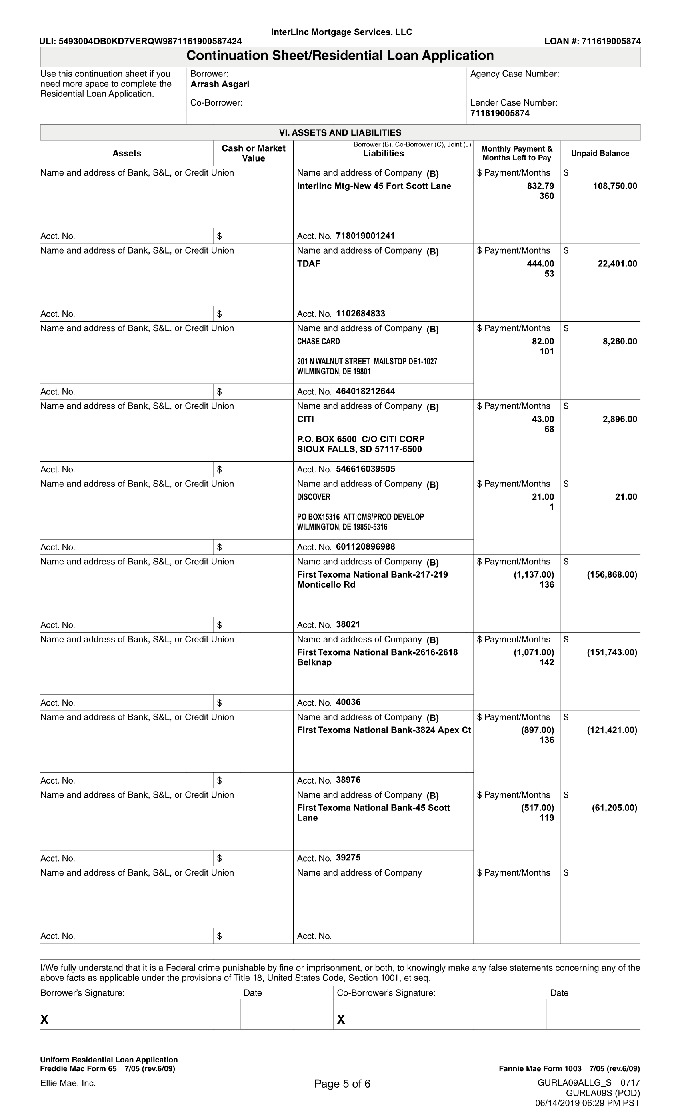 InterLinc Mortgage Services, LLC
ULI: 5493004OB0KD7VERQW9871161900587424
LOAN #: 711619005874
Continuation Sheet/Residential Loan Application
Use this continuation sheet if you need more space to complete the Residential Loan Application.
Borrower:
Arrash Asgari
Co-Borrower:
Agency Case Number:
Lender Case Number:
711619005874
VI. ASSETS AND LIABILITIES
Assets
Cash or Market Value
Borrower (B), Co-Borrower (C), Joint (J)
Liabilities
Monthly Payment & Months Left to Pay
Unpaid Balance
Name and address of Bank, S&L, or Credit Union
Name and address of Company (B)
$ Payment/Months
$
Interlinc Mtg-New 45 Fort Scott Lane
832.79
108,750.00
360
Acct. No.
$
Acct. No. 718019001241
Name and address of Bank, S&L, or Credit Union
Name and address of Company (B)
$ Payment/Months
$
TDAF
444.00
22,401.00
53
Acct. No.
$
Acct. No. 1102684833
Name and address of Bank, S&L, or Credit Union
Name and address of Company (B)
$ Payment/Months
$
CHASE CARD
82.00
8,260.00
101
201 N WALNUT STREET MAILSTOP DE1-1027
WILMINGTON, DE 19801
Acct. No.
$
Acct. No. 464018212644
Name and address of Bank, S&L, or Credit Union
Name and address of Company (B)
$ Payment/Months
$
CITI
43.00
2,896.00
68
P.O. BOX 6500 C/O CITI CORP
SIOUX FALLS, SD 57117-6500
Acct. No.
$
Acct. No. 546616039505
Name and address of Bank, S&L, or Credit Union
Name and address of Company (B)
$ Payment/Months
$
DISCOVER
21.00
21.00
1
PO BOX15316 ATT:CMS/PROD DEVELOP
WILMINGTON, DE 19850-5316
Acct. No.
$
Acct. No. 601120896988
Name and address of Bank, S&L, or Credit Union
Name and address of Company (B)
$ Payment/Months
$
First Texoma National Bank-217-219
(1,137.00)
(156,868.00)
Monticello Rd
136
Acct. No.
$
Acct. No. 38021
Name and address of Bank, S&L, or Credit Union
Name and address of Company (B)
$ Payment/Months
$
First Texoma National Bank-2616-2618
(1,071.00)
(151,743.00)
Belknap
142
Acct. No.
$
Acct. No. 40036
Name and address of Bank, S&L, or Credit Union
Name and address of Company (B)
$ Payment/Months
$
First Texoma National Bank-3824 Apex Ct
(897.00)
(121,421.00)
136
Acct. No.
$
Acct. No. 38976
Name and address of Bank, S&L, or Credit Union
Name and address of Company (B)
$ Payment/Months
$
First Texoma National Bank-45 Scott
(517.00)
(61,205.00)
Lane
119
Acct. No.
$
Acct. No. 39275
Name and address of Bank, S&L, or Credit Union
Name and address of Company
$ Payment/Months
$
Acct. No.
$
Acct. No.
I/We fully understand that it is a Federal crime punishable by fine or imprisonment, or both, to knowingly make any false statements concerning any of the
above facts as applicable under the provisions of Title 18, United States Code, Section 1001, et seq.
Borrower's Signature:
Date
Co-Borrower's Signature:
Date
X
X
Uniform Residential Loan Application
Freddie Mac Form 65 7/05 (rev.6/09)
Fannie Mae Form 1003 7/05 (rev.6/09)
Ellie Mae, Inc.
Page 5 of 6
GURLA09ALLG_S 0717
GURLA09S (POD)
06/14/2019 06:29 PM PST